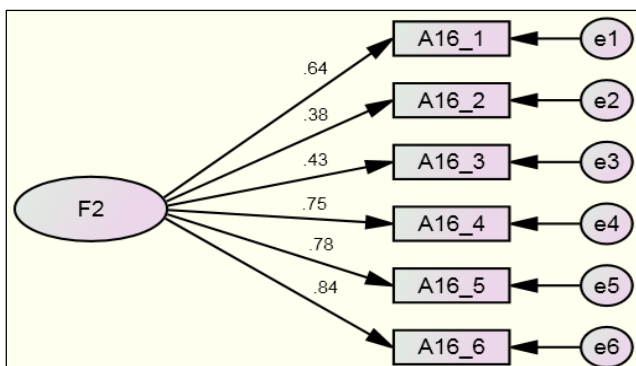 A16_1
e1
.64
A16_2
e2
.38
A16_3
e3
.43
F2
.75
A16_4
e4
.78
A16_5
e5
.84
A16_6
e6